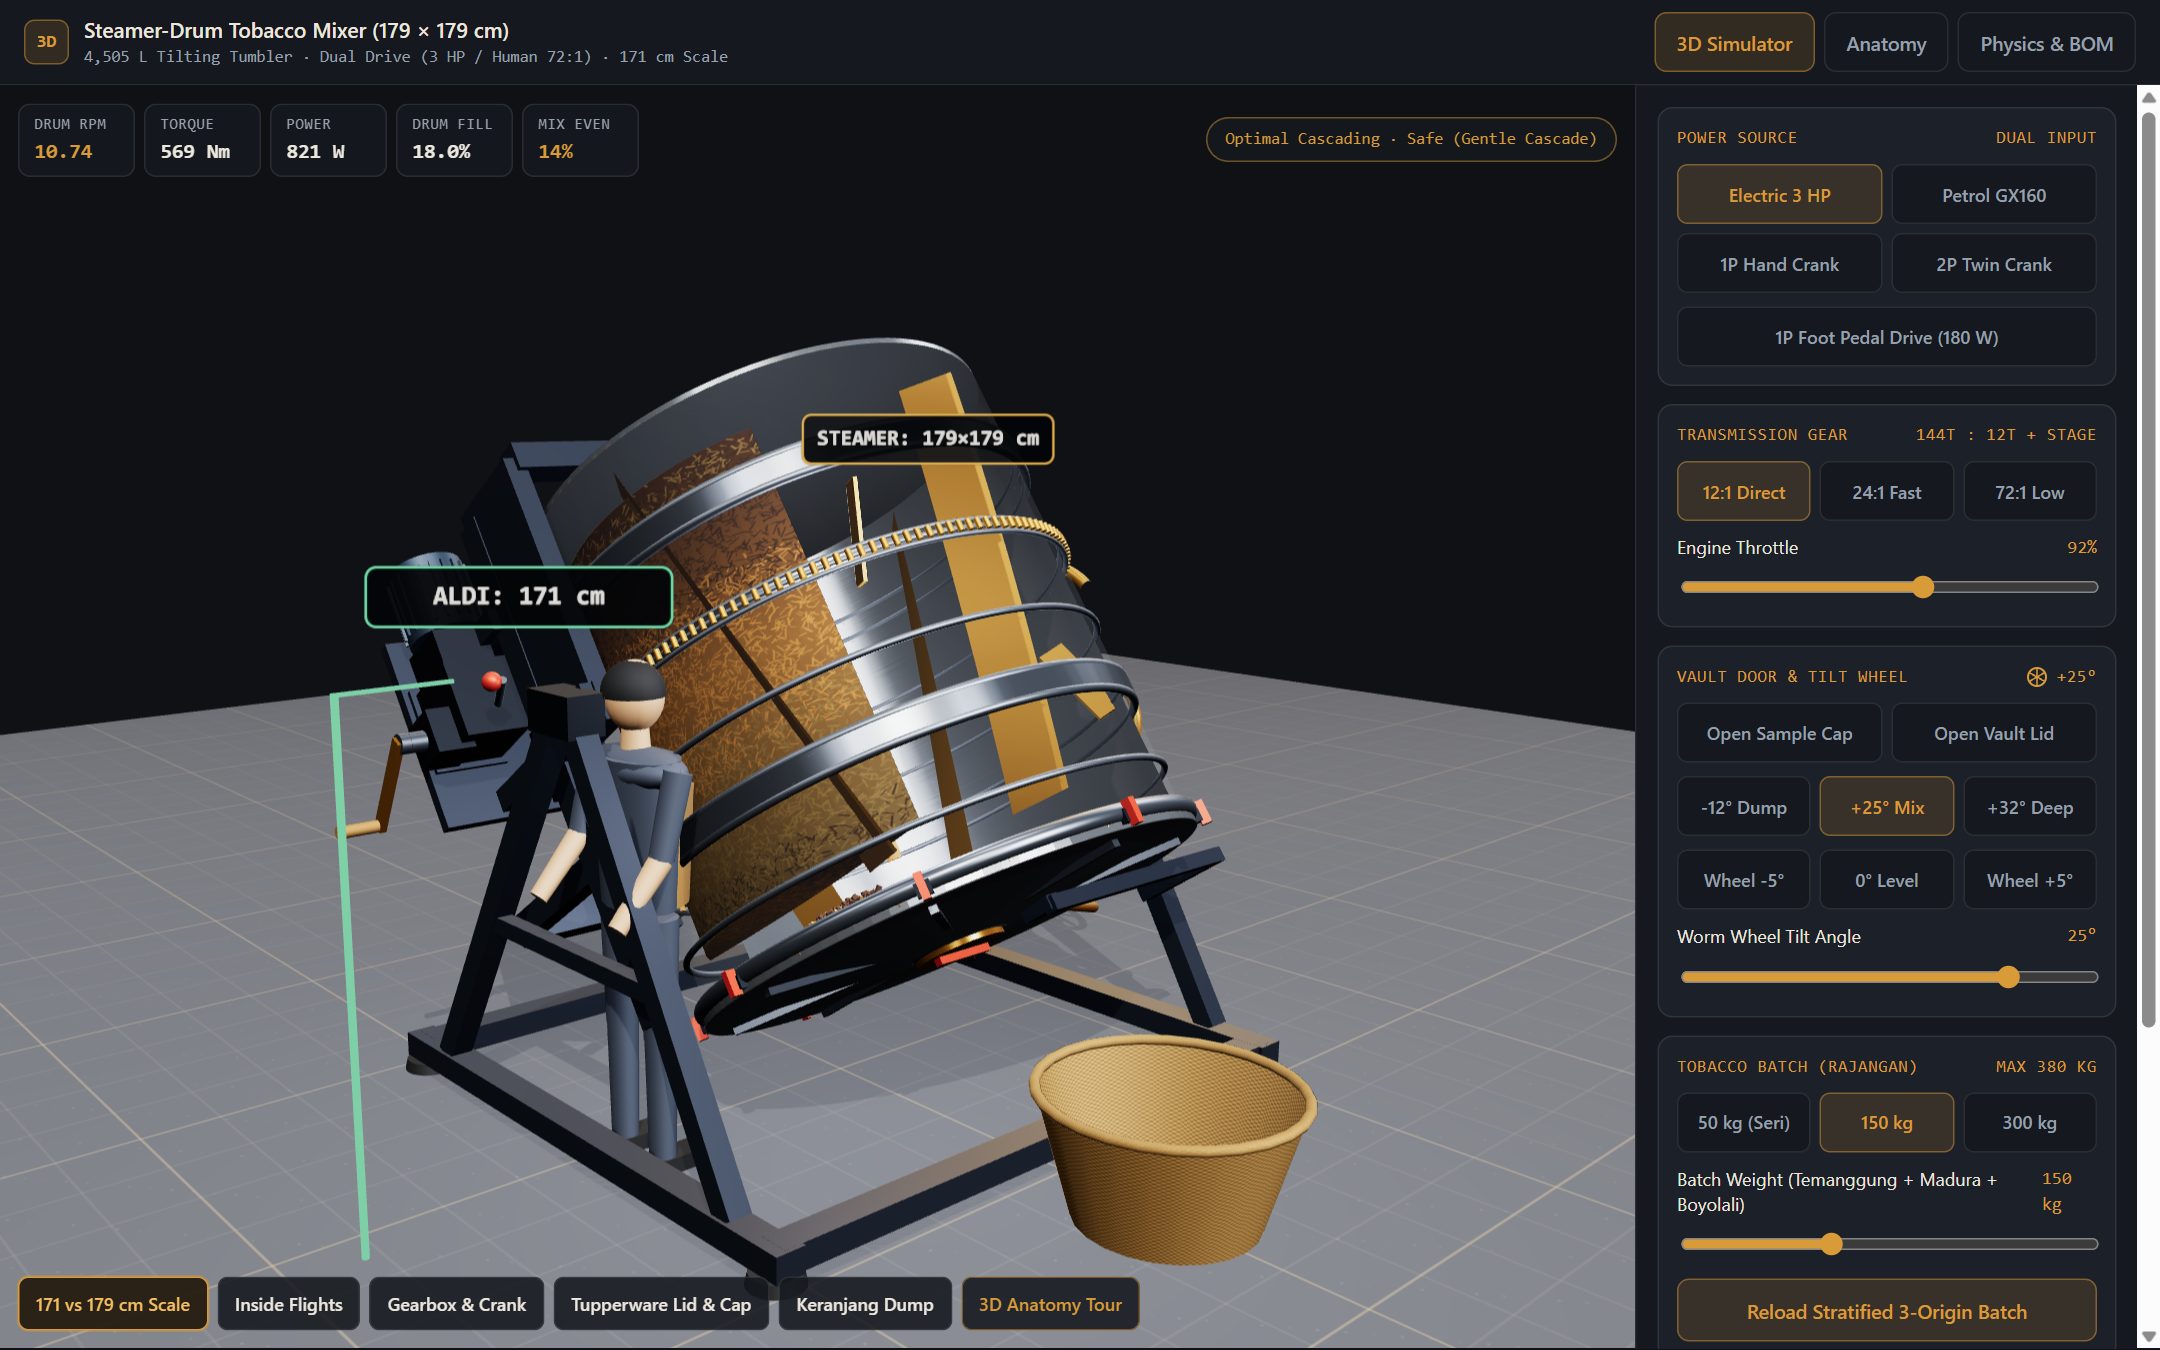 3D
Steamer-Drum Tobacco Mixer (179 × 179 cm)
4,505 L Tilting Tumbler · Dual Drive (3 HP / Human 72:1) · 171 cm Scale
3D Simulator
Anatomy
Physics & BOM
DRUM RPM
10.74
TORQUE
569 Nm
POWER
821 W
DRUM FILL
18.0%
MIX EVEN
14%
Optimal Cascading · Safe (Gentle Cascade)
STEAMER: 179×179 cm
ALDI: 171 cm
171 vs 179 cm Scale
Inside Flights
Gearbox & Crank
Tupperware Lid & Cap
Keranjang Dump
3D Anatomy Tour
POWER SOURCE
DUAL INPUT
Electric 3 HP
Petrol GX160
1P Hand Crank
2P Twin Crank
1P Foot Pedal Drive (180 W)
TRANSMISSION GEAR
144T : 12T + STAGE
12:1 Direct
24:1 Fast
72:1 Low
Engine Throttle
92%
VAULT DOOR & TILT WHEEL
+25°
Open Sample Cap
Open Vault Lid
-12° Dump
+25° Mix
+32° Deep
Wheel -5°
0° Level
Wheel +5°
Worm Wheel Tilt Angle
25°
TOBACCO BATCH (RAJANGAN)
MAX 380 KG
50 kg (Seri)
150 kg
300 kg
Batch Weight (Temanggung + Madura +
Boyolali)
150
kg
Reload Stratified 3-Origin Batch